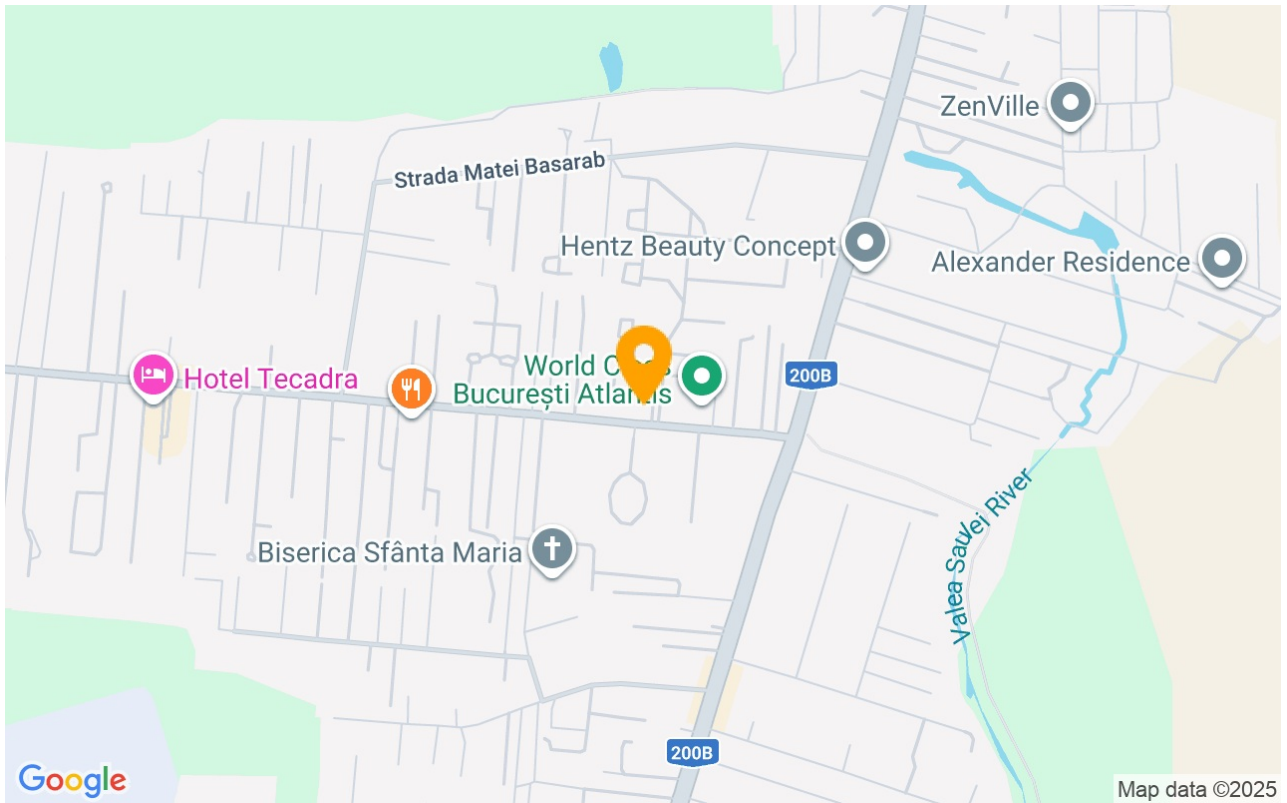 ZenVille
Strada Matei Basarab
Hentz Beauty Concept
Alexander Residence
Hotel Tecadra
World
București Atlantis
200B
Biserica Sfânta Maria
Valea Saulei River
200B
Google
Map data ©2025